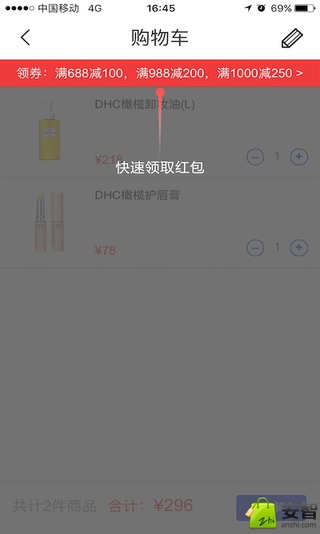 中国移动 4G 16:45 69%
购物车
领券：满688减100，满988减200，满1000减250 >
DHC橄榄卸妆油(L)
¥218
1
快速领取红包
DHC橄榄护唇膏
¥78
1
共计2件商品 合计：¥296
安智
anzhi.com